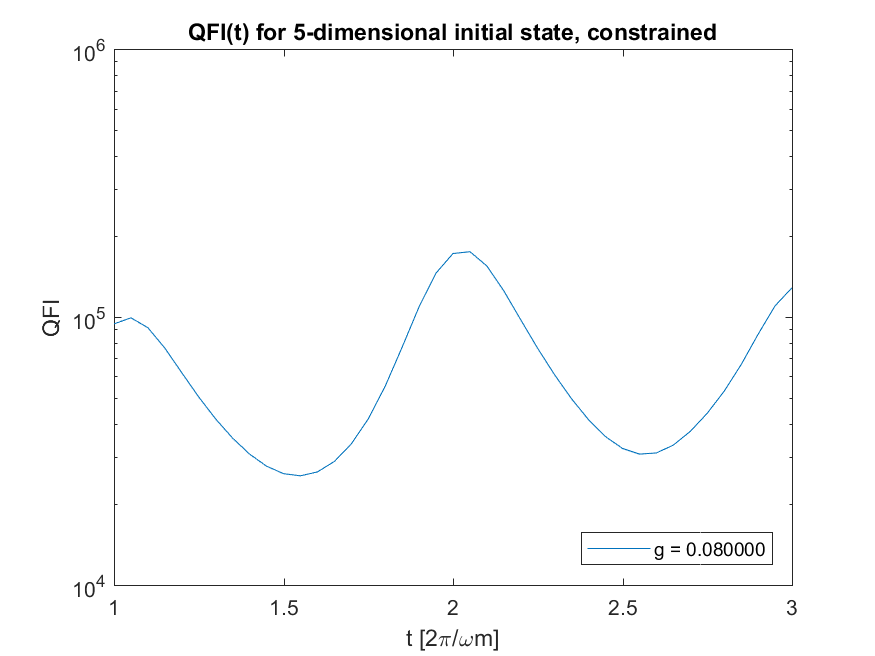 QFI(t) for 5-dimensional initial state, constrained
10^6
10^5
10^4
QFI
1
1.5
2
2.5
3
t [2π/ωm]
g = 0.080000